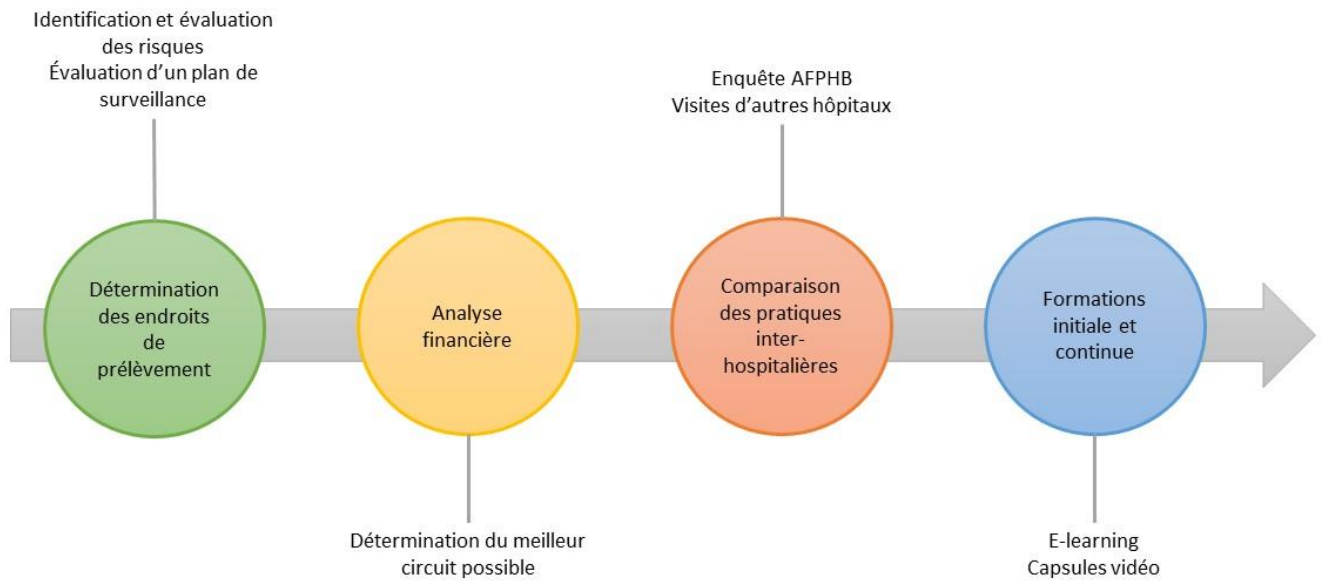 Identification et évaluation
des risques
Évaluation d’un plan de
surveillance
Enquête AFPHB
Visites d’autres hôpitaux
Détermination
des endroits
de
prélèvement
Analyse
financière
Comparaison
des pratiques
inter-
hospitalières
Formations
initiale et
continue
Détermination du meilleur
circuit possible
E-learning
Capsules vidéo